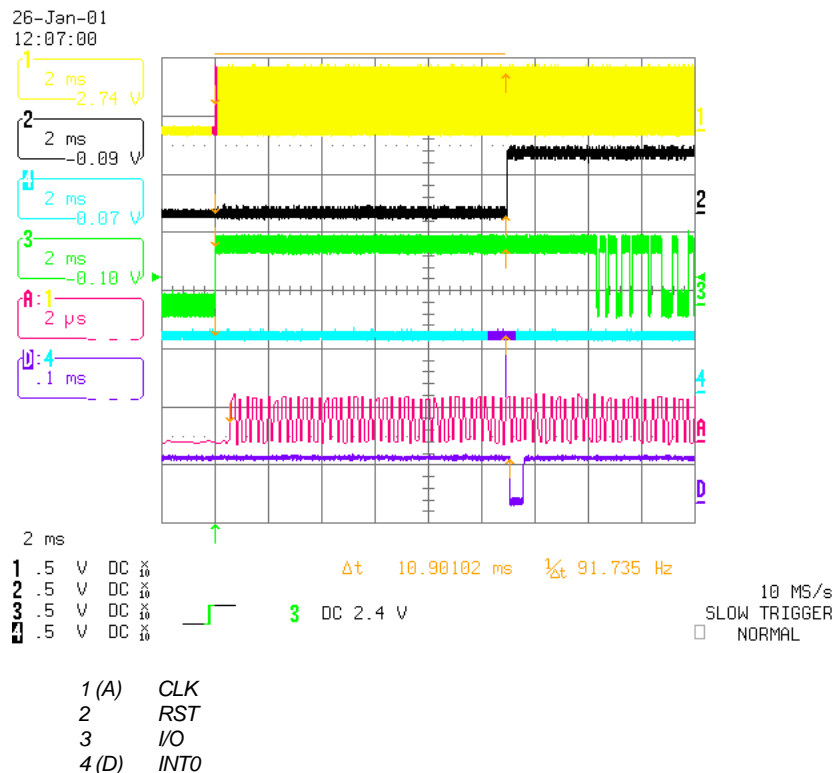 26-Jan-01
12:07:00
1
2 ms
2.74 V
2
2 ms
-0.09 V
4
2 ms
0.07 V
3
2 ms
-0.10 V
A:1
2 µs
D:4
.1 ms
1
2
3
4
A
D
2 ms
1 .5 V DC X10
2 .5 V DC X10
3 .5 V DC X10
4 .5 V DC X10
Δt 10.90102 ms 1/Δt 91.735 Hz
3 DC 2.4 V
10 MS/s
SLOW TRIGGER
NORMAL
1 (A) CLK
2 RST
3 I/O
4 (D) INT0